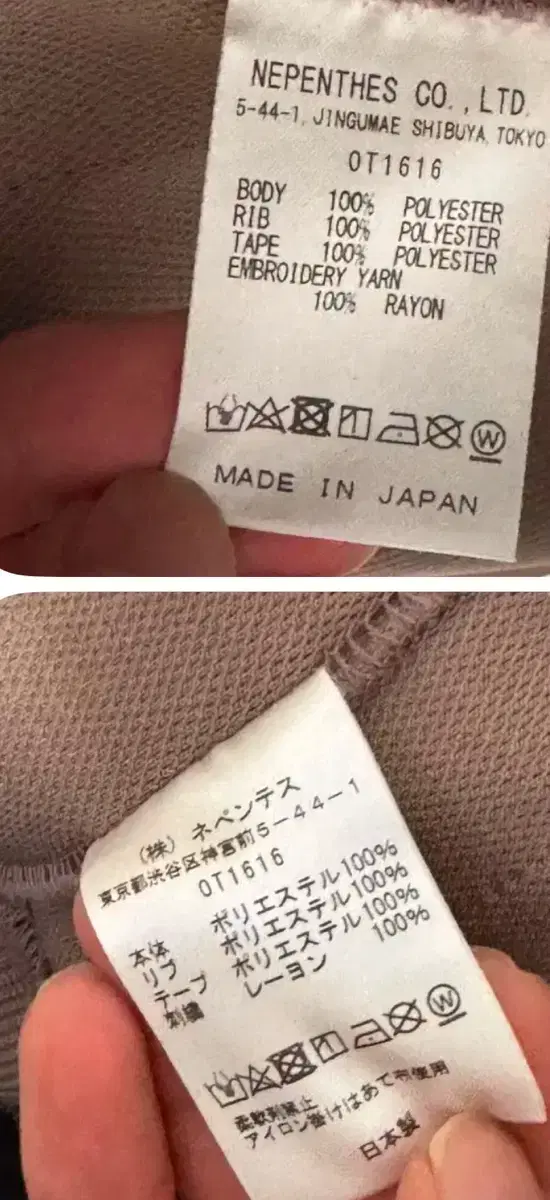 NEPENTHES CO.,LTD.
5-44-1, JINGUMAE SHIBUYA, TOKYO
OT1616
BODY 100% POLYESTER
RIB 100% POLYESTER
TAPE 100% POLYESTER
EMBROIDERY YARN
100% RAYON
W
MADE IN JAPAN
(株) ネペンテス
東京都渋谷区神宮前5-44-1
OT1616
本体 ポリエステル100%
リブ ポリエステル100%
テープ ポリエステル100%
刺繍 レーヨン 100%
W
柔軟剤禁止
アイロン掛けはあて布使用
日本製